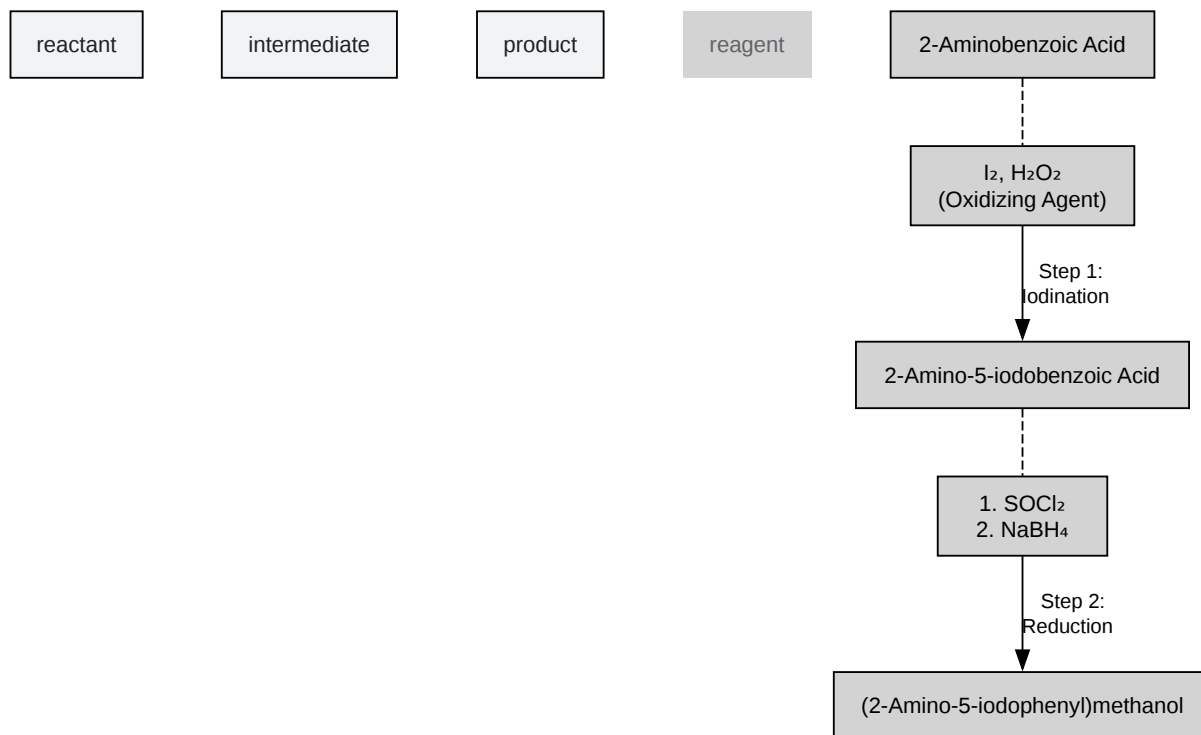 reactant
intermediate
product
reagent
2-Aminobenzoic Acid
I₂, H₂O₂
(Oxidizing Agent)
Step 1:
Iodination
2-Amino-5-iodobenzoic Acid
1. SOCl₂
2. NaBH₄
Step 2:
Reduction
(2-Amino-5-iodophenyl)methanol